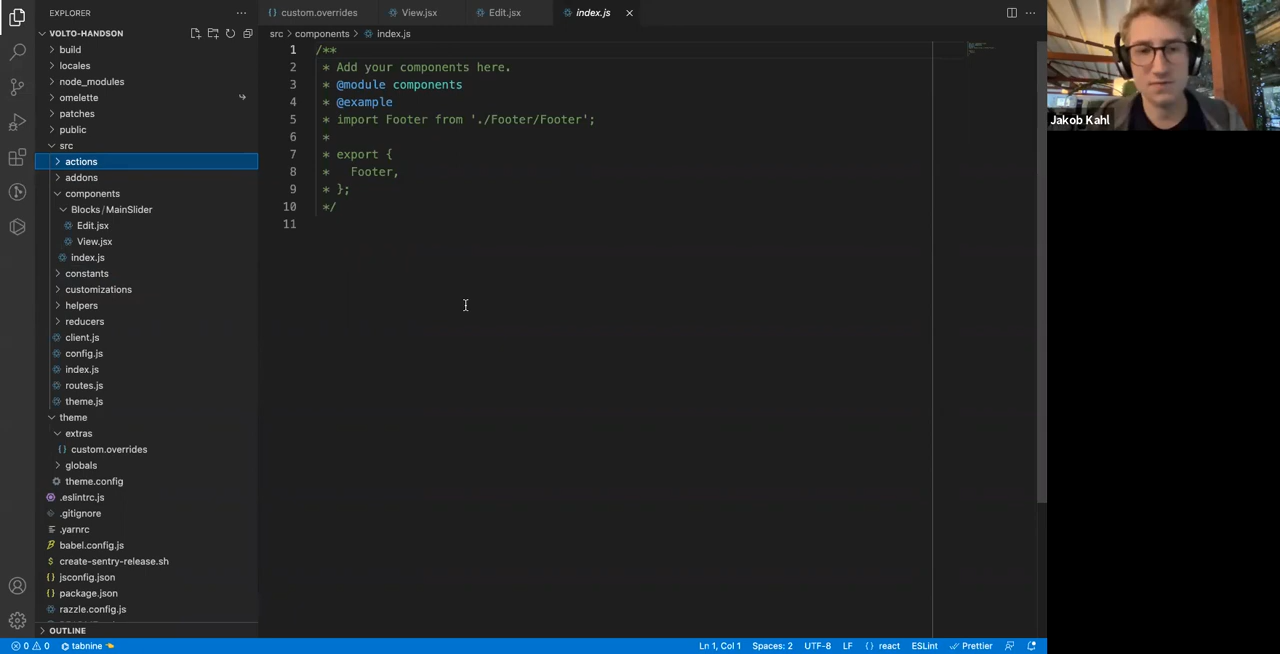 EXPLORER
VOLTO-HANDSON
build
locales
node_modules
omelette
patches
public
src
actions
addons
components
Blocks / MainSlider
Edit.jsx
View.jsx
index.js
constants
customizations
helpers
reducers
client.js
config.js
index.js
routes.js
theme.js
theme
extras
custom.overrides
globals
theme.config
.eslintrc.js
.gitignore
.yarnrc
babel.config.js
create-sentry-release.sh
jsconfig.json
package.json
razzle.config.js
OUTLINE
custom.overrides View.jsx Edit.jsx index.js
src > components > index.js
1 /**
2 * Add your components here.
3 * @module components
4 * @example
5 * import Footer from './Footer/Footer';
6 *
7 * export {
8 *   Footer,
9 * };
10 */
11
Jakob Kahl
0 0 tabnine Ln 1, Col 1 Spaces: 2 UTF-8 LF { } react ESLint Prettier